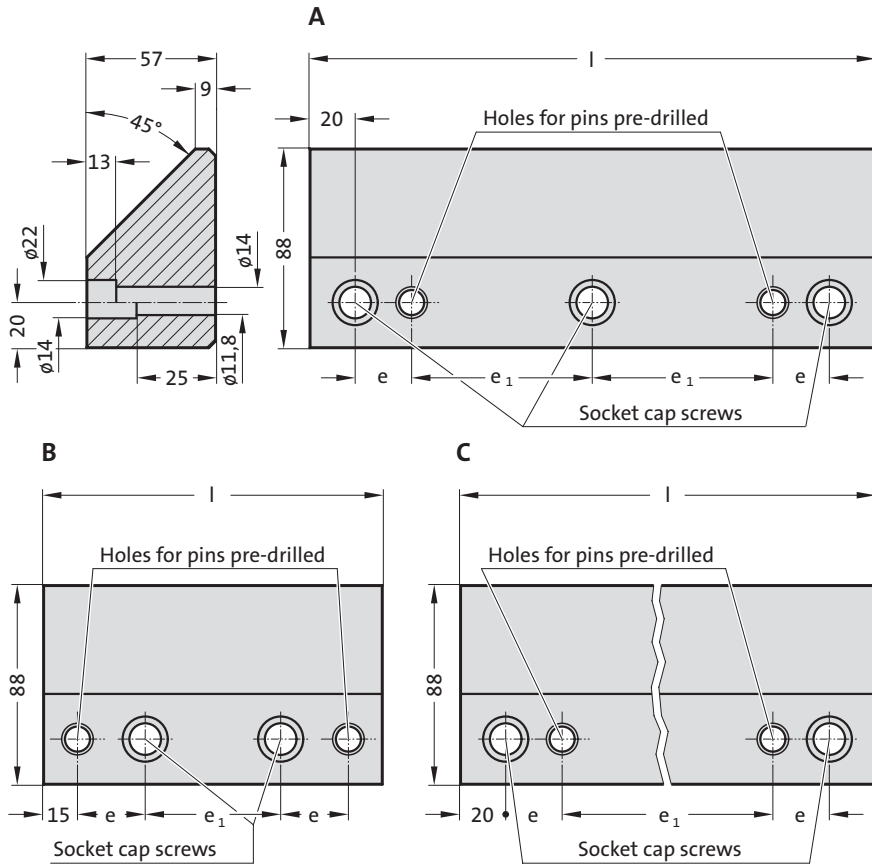 A
57
l
9
20
Holes for pins pre-drilled
45°
13
ø22
ø14
88
20
ø14
25
ø11,8
e
e₁
e₁
e
Socket cap screws
B
l
Holes for pins pre-drilled
88
15
e
e₁
e
Socket cap screws
C
l
Holes for pins pre-drilled
88
20
e
e₁
e
Socket cap screws